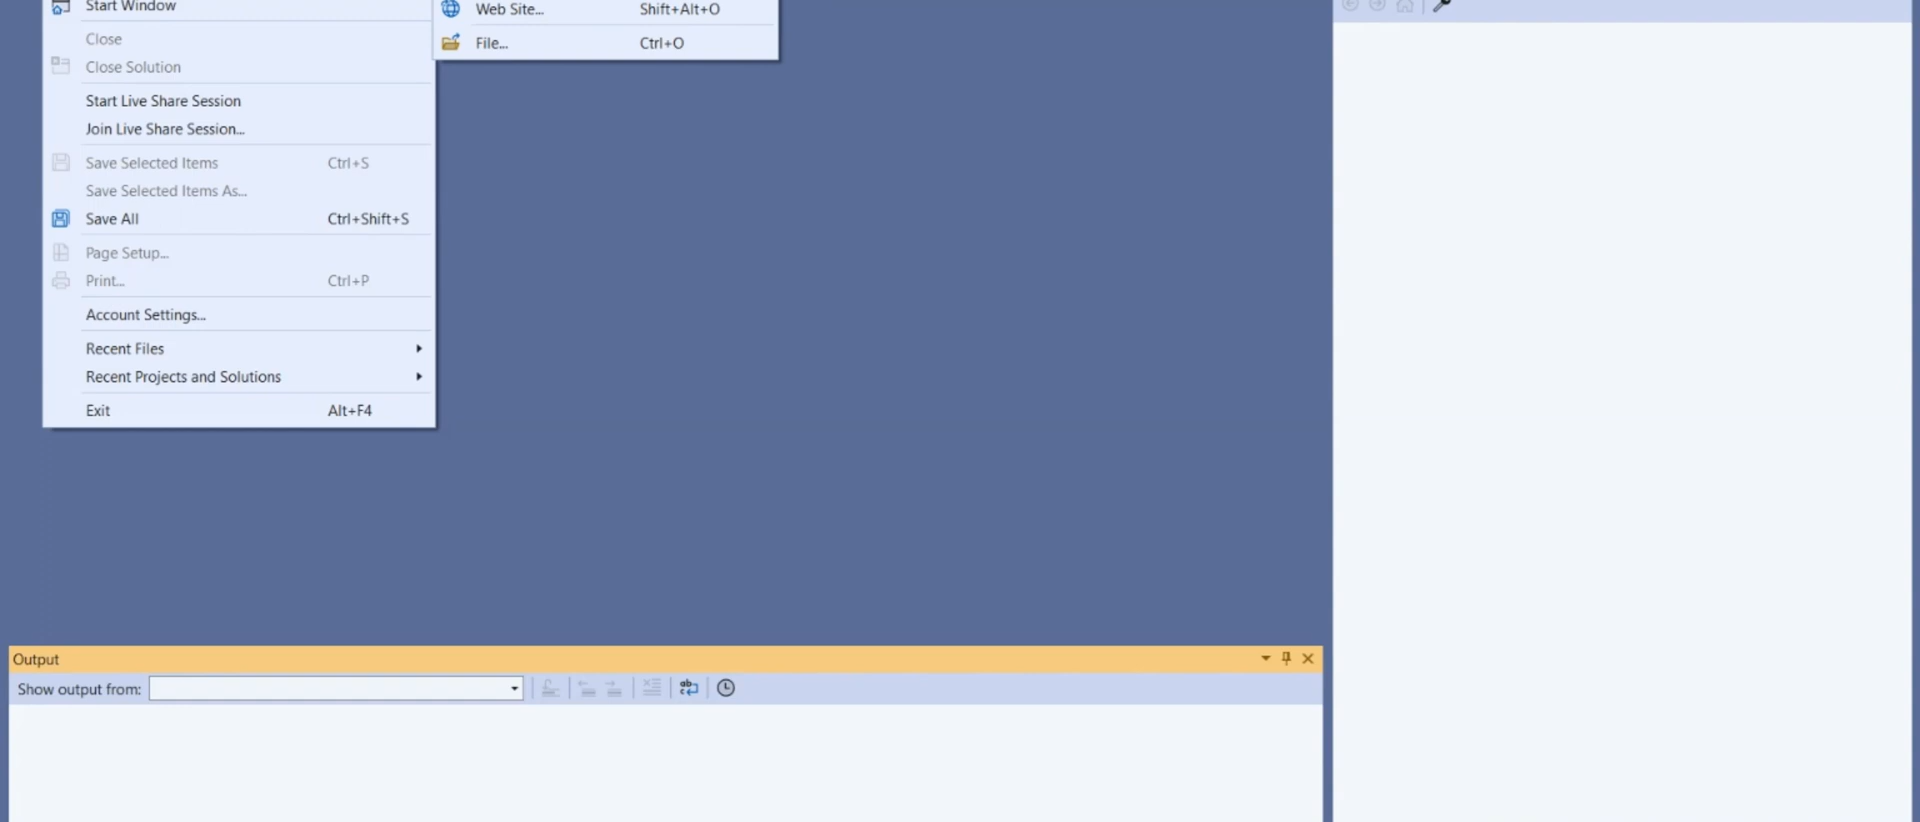 Start Window
Web Site... Shift+Alt+O
File... Ctrl+O
Close
Close Solution
Start Live Share Session
Join Live Share Session...
Save Selected Items Ctrl+S
Save Selected Items As...
Save All Ctrl+Shift+S
Page Setup...
Print... Ctrl+P
Account Settings...
Recent Files
Recent Projects and Solutions
Exit Alt+F4
Output
Show output from: